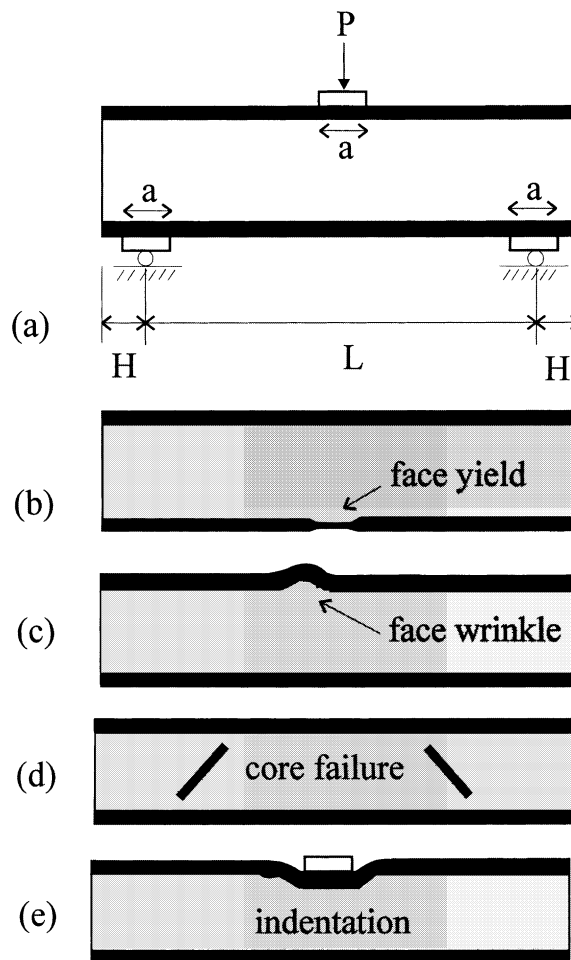 P
a
a
a
(a)
H
L
H
(b)
face yield
(c)
face wrinkle
(d)
core failure
(e)
indentation